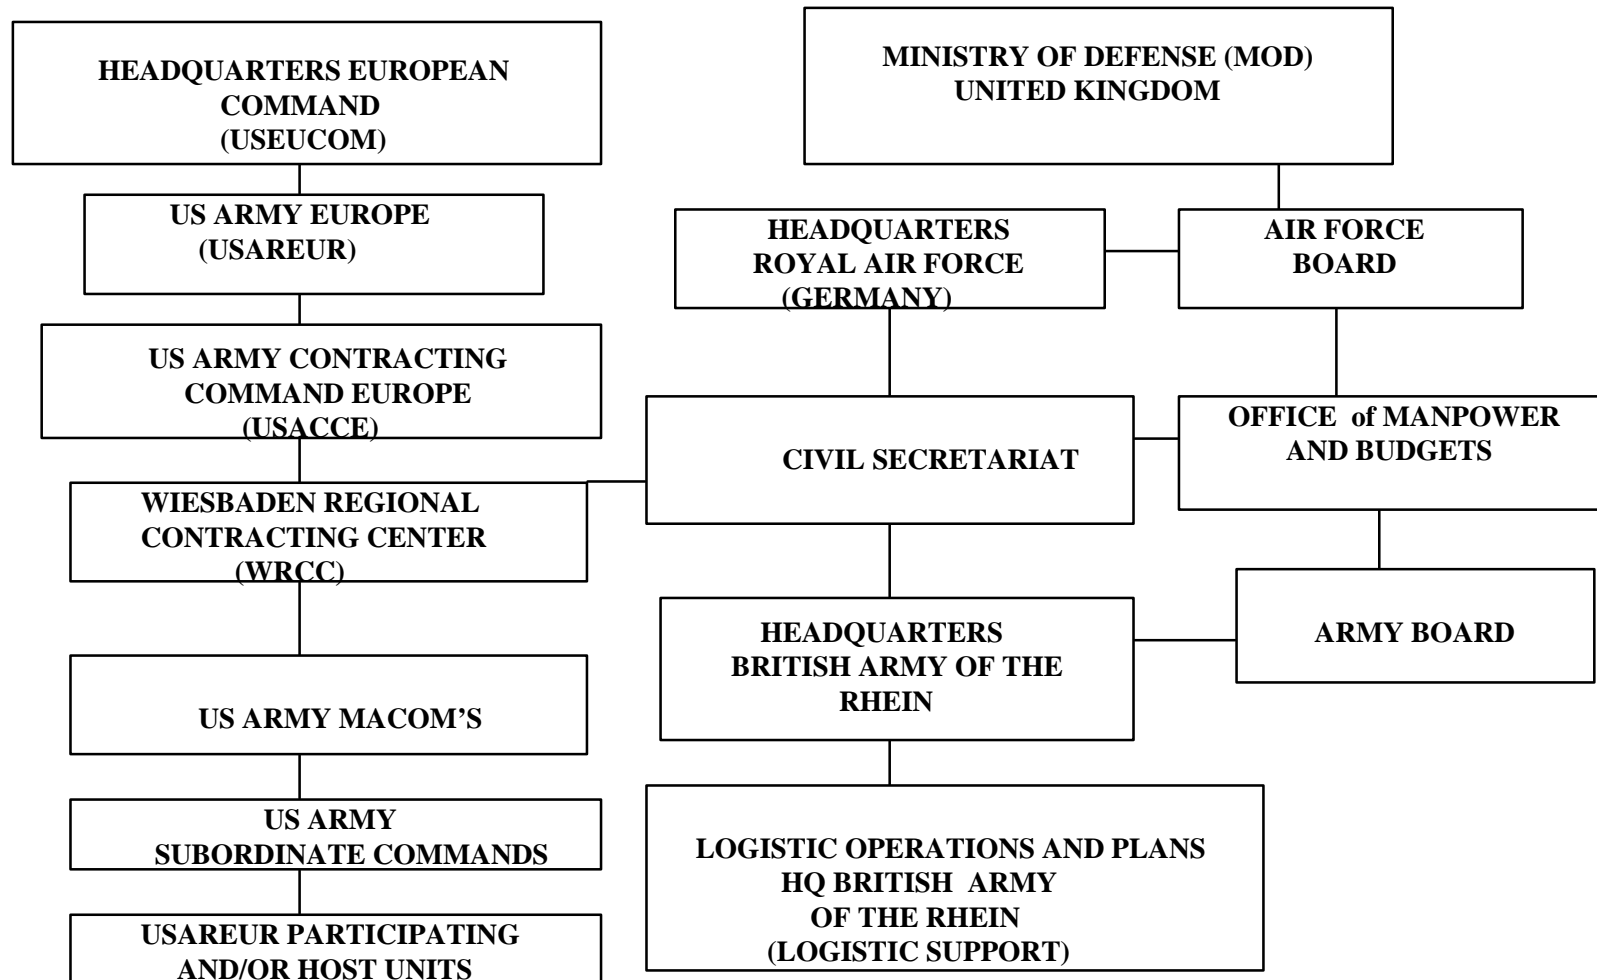 HEADQUARTERS EUROPEAN
COMMAND
(USEUCOM)
MINISTRY OF DEFENSE (MOD)
UNITED KINGDOM
US ARMY EUROPE
(USAREUR)
HEADQUARTERS
ROYAL AIR FORCE
(GERMANY)
AIR FORCE
BOARD
US ARMY CONTRACTING
COMMAND EUROPE
(USACCE)
CIVIL SECRETARIAT
OFFICE of MANPOWER
AND BUDGETS
WIESBADEN REGIONAL
CONTRACTING CENTER
(WRCC)
HEADQUARTERS
BRITISH ARMY OF THE
RHEIN
ARMY BOARD
US ARMY MACOM’S
US ARMY
SUBORDINATE COMMANDS
LOGISTIC OPERATIONS AND PLANS
HQ BRITISH ARMY
OF THE RHEIN
(LOGISTIC SUPPORT)
USAREUR PARTICIPATING
AND/OR HOST UNITS